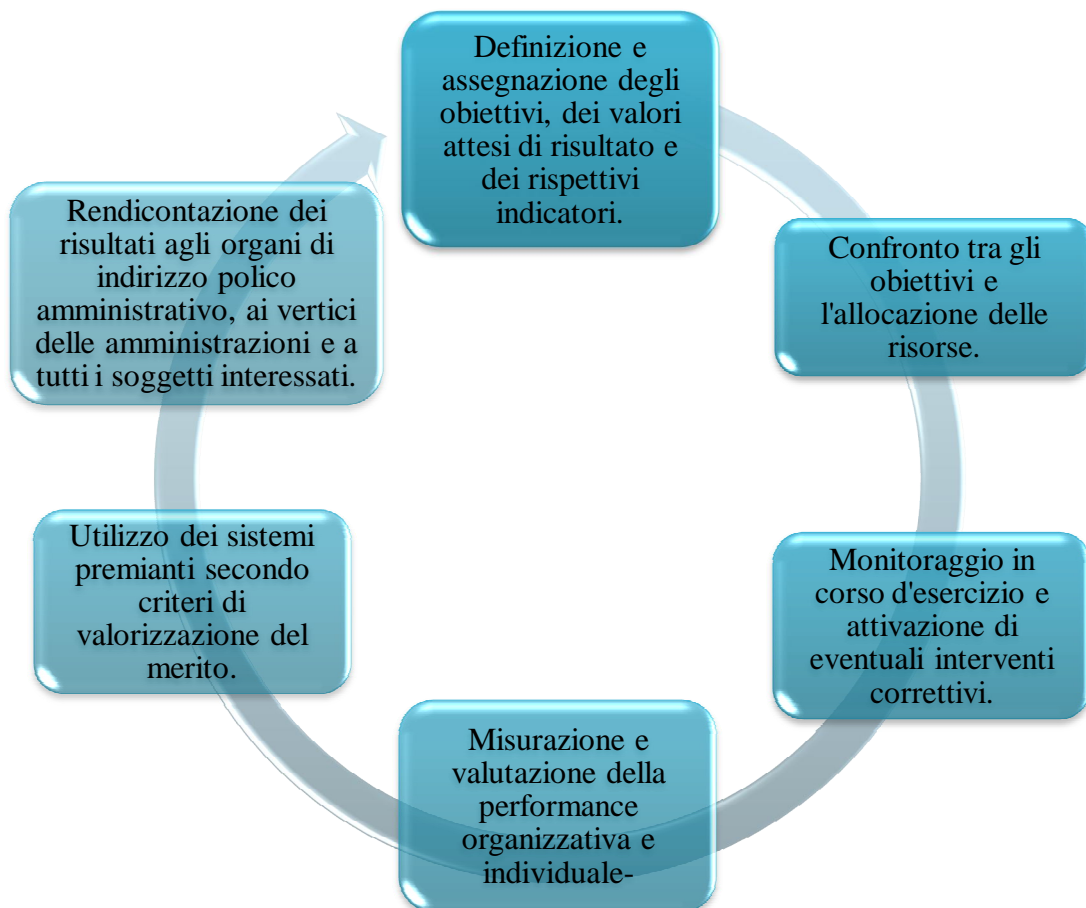 Definizione e
assegnazione degli
obiettivi, dei valori
attesi di risultato e
dei rispettivi
indicatori.
Confronto tra gli
obiettivi e
l'allocazione delle
risorse.
Monitoraggio in
corso d'esercizio e
attivazione di
eventuali interventi
correttivi.
Misurazione e
valutazione della
performance
organizzativa e
individuale-
Utilizzo dei sistemi
premianti secondo
criteri di
valorizzazione del
merito.
Rendicontazione dei
risultati agli organi di
indirizzo polico
amministrativo, ai vertici
delle amministrazioni e a
tutti i soggetti interessati.